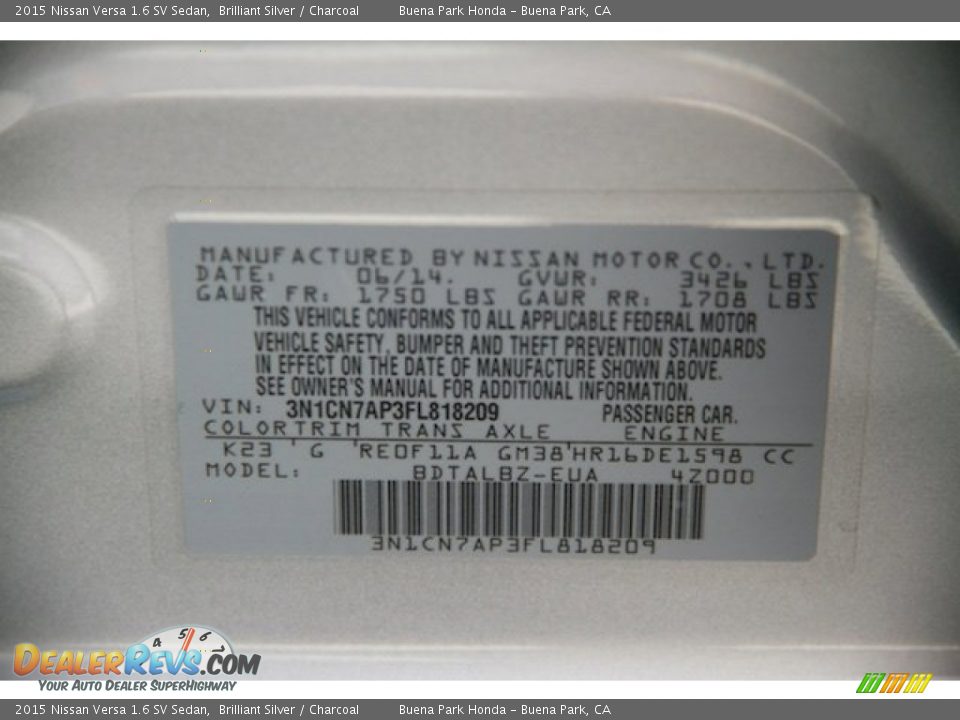 2015 Nissan Versa 1.6 SV Sedan, Brilliant Silver / Charcoal Buena Park Honda - Buena Park, CA
MANUFACTURED BY NISSAN MOTOR CO., LTD.
DATE: 06/14. GVWR: 3426 LBS
GAWR FR: 1750 LBS GAWR RR: 1708 LBS
THIS VEHICLE CONFORMS TO ALL APPLICABLE FEDERAL MOTOR
VEHICLE SAFETY, BUMPER AND THEFT PREVENTION STANDARDS
IN EFFECT ON THE DATE OF MANUFACTURE SHOWN ABOVE.
SEE OWNER'S MANUAL FOR ADDITIONAL INFORMATION.
VIN: 3N1CN7AP3FL818209 PASSENGER CAR.
COLORTRIM TRANS AXLE ENGINE
K23 ' G 'RE0F11A GM38'HR16DE1598 CC
MODEL: BDTALBZ-EUA 4Z000
3N1CN7AP3FL818209
4 5 6 7
DEALERREVS.COM
YOUR AUTO DEALER SUPERHIGHWAY
2015 Nissan Versa 1.6 SV Sedan, Brilliant Silver / Charcoal Buena Park Honda - Buena Park, CA